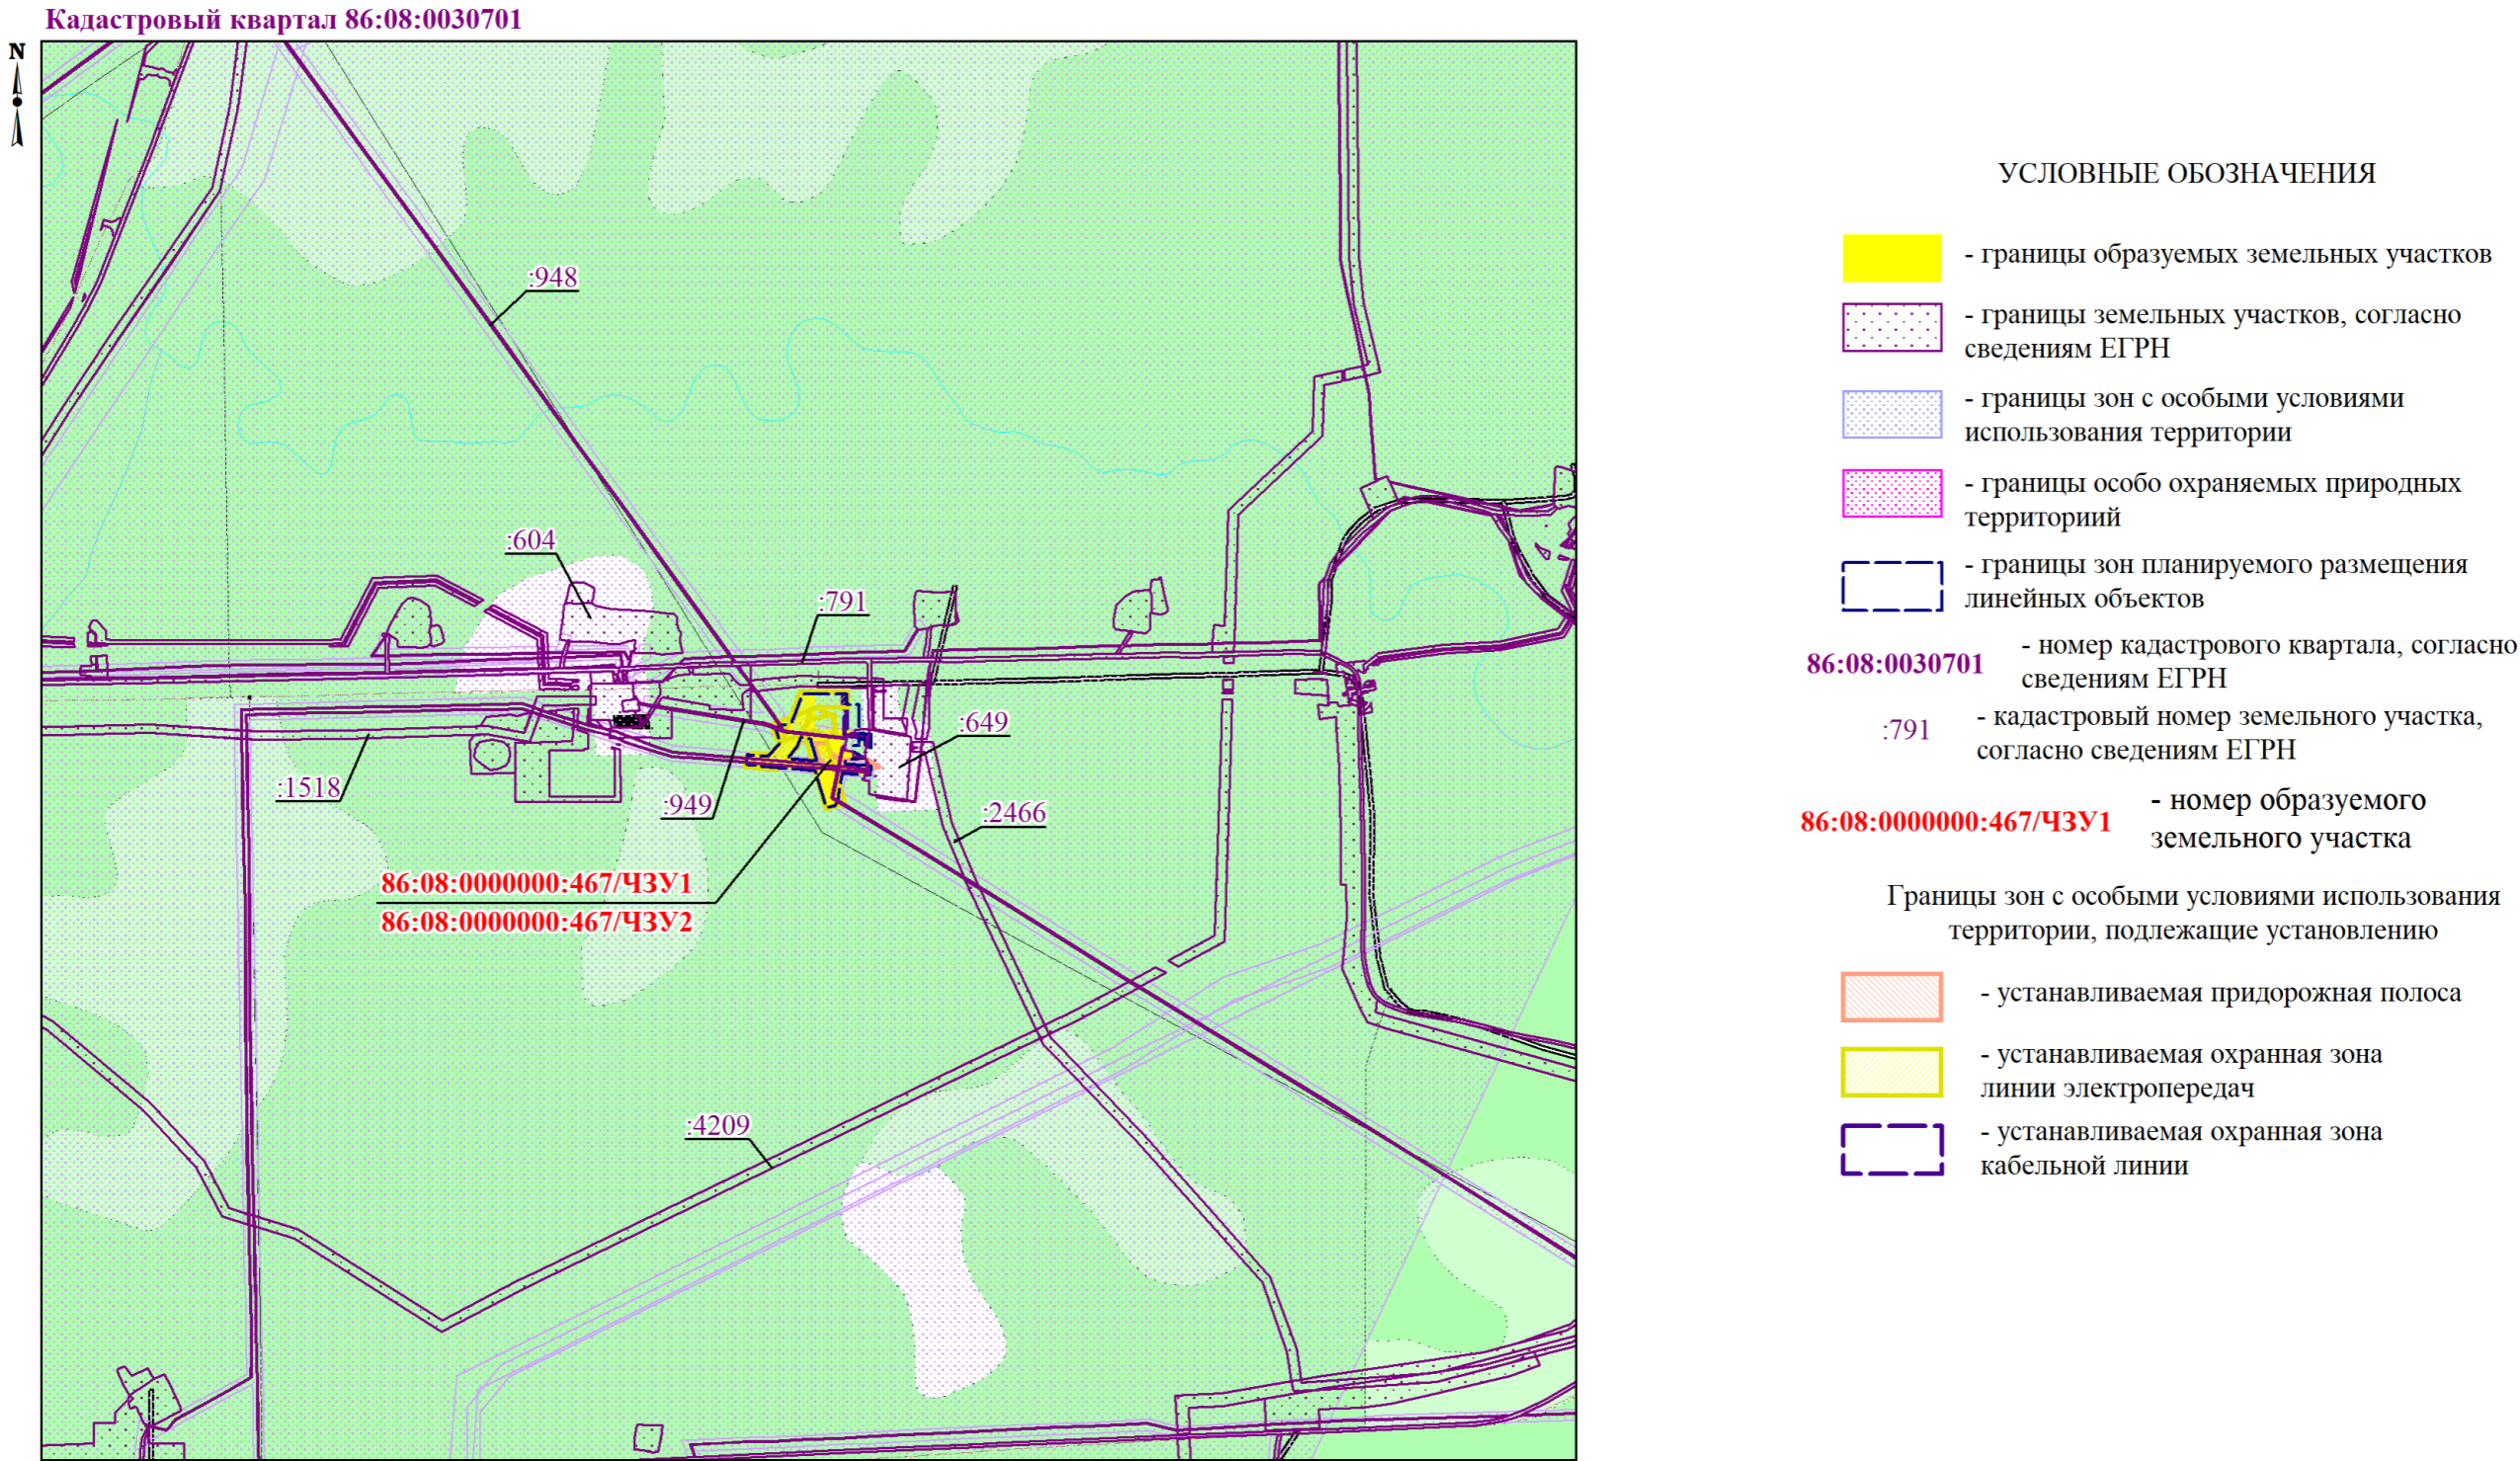 Кадастровый квартал 86:08:0030701
N
:948
:604
:791
:649
:1518
:949
:2466
86:08:0000000:467/ЧЗУ1
86:08:0000000:467/ЧЗУ2
:4209
УСЛОВНЫЕ ОБОЗНАЧЕНИЯ
- границы образуемых земельных участков
- границы земельных участков, согласно
сведениям ЕГРН
- границы зон с особыми условиями
использования территории
- границы особо охраняемых природных
территориий
- границы зон планируемого размещения
линейных объектов
86:08:0030701 - номер кадастрового квартала, согласно
сведениям ЕГРН
:791 - кадастровый номер земельного участка,
согласно сведениям ЕГРН
86:08:0000000:467/ЧЗУ1 - номер образуемого
земельного участка
Границы зон с особыми условиями использования
территории, подлежащие установлению
- устанавливаемая придорожная полоса
- устанавливаемая охранная зона
линии электропередач
- устанавливаемая охранная зона
кабельной линии